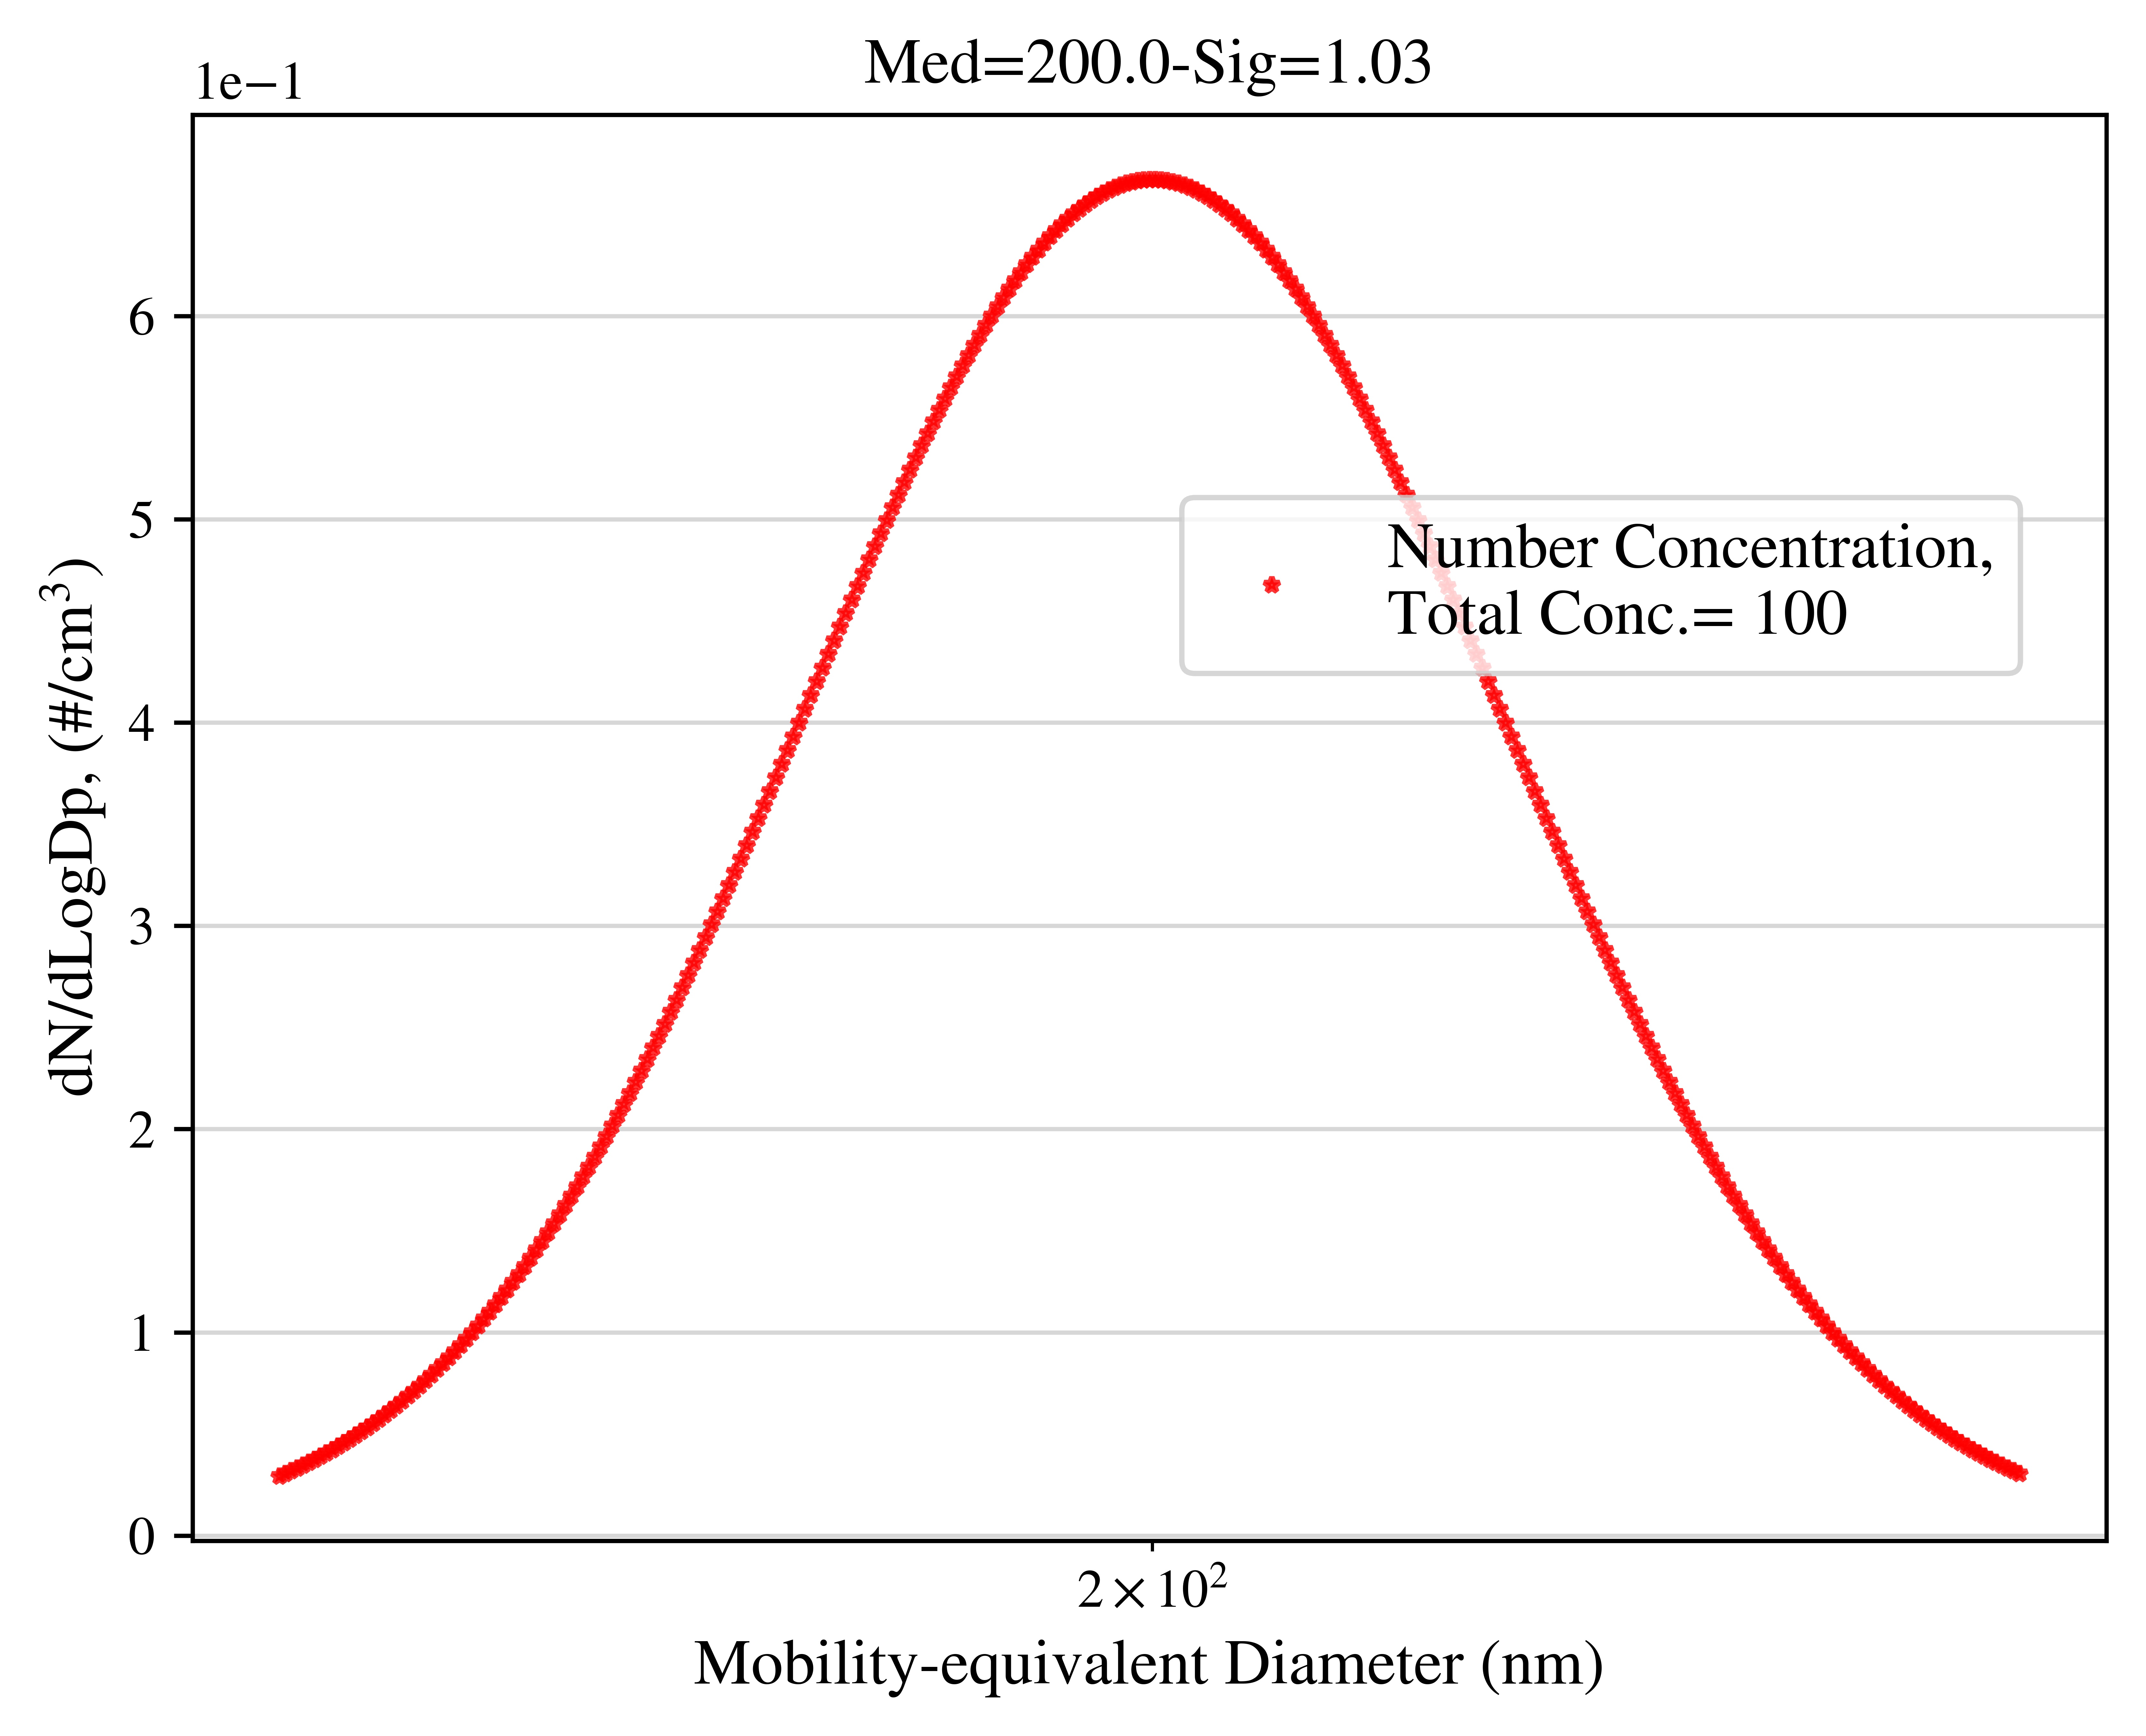 Med=200.0-Sig=1.03
1e−1
6
5
4
3
2
1
0
dN/dLogDp, (#/cm³)
Number Concentration,
Total Conc.= 100
2×10²
Mobility-equivalent Diameter (nm)